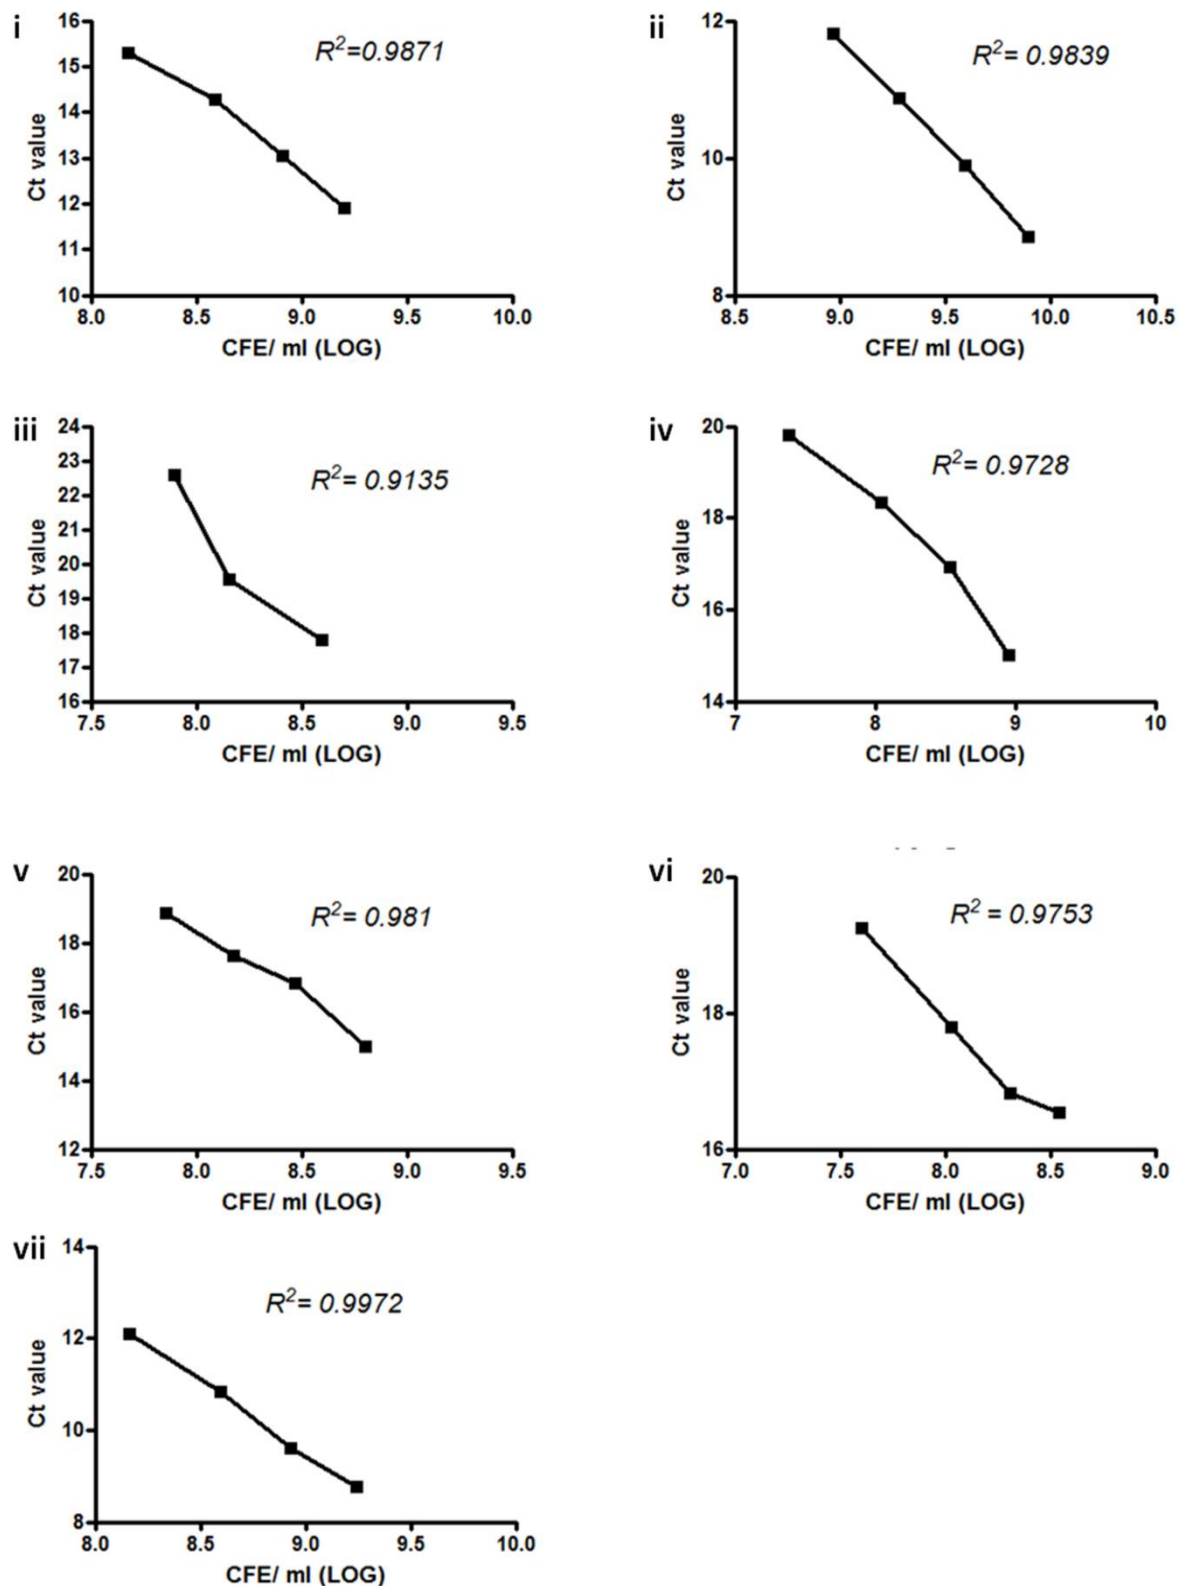 i
R²=0.9871
16
15
14
13
12
11
10
Ct value
8.0 8.5 9.0 9.5 10.0
CFE/ ml (LOG)
ii
R²= 0.9839
12
10
8
Ct value
8.5 9.0 9.5 10.0 10.5
CFE/ ml (LOG)
iii
R²= 0.9135
24
23
22
21
20
19
18
17
16
Ct value
7.5 8.0 8.5 9.0 9.5
CFE/ ml (LOG)
iv
R²= 0.9728
20
18
16
14
Ct value
7 8 9 10
CFE/ ml (LOG)
v
R²= 0.981
20
18
16
14
12
Ct value
7.5 8.0 8.5 9.0 9.5
CFE/ ml (LOG)
vi
R² = 0.9753
20
18
16
Ct value
7.0 7.5 8.0 8.5 9.0
CFE/ ml (LOG)
vii
R²= 0.9972
14
12
10
8
Ct value
8.0 8.5 9.0 9.5 10.0
CFE/ ml (LOG)